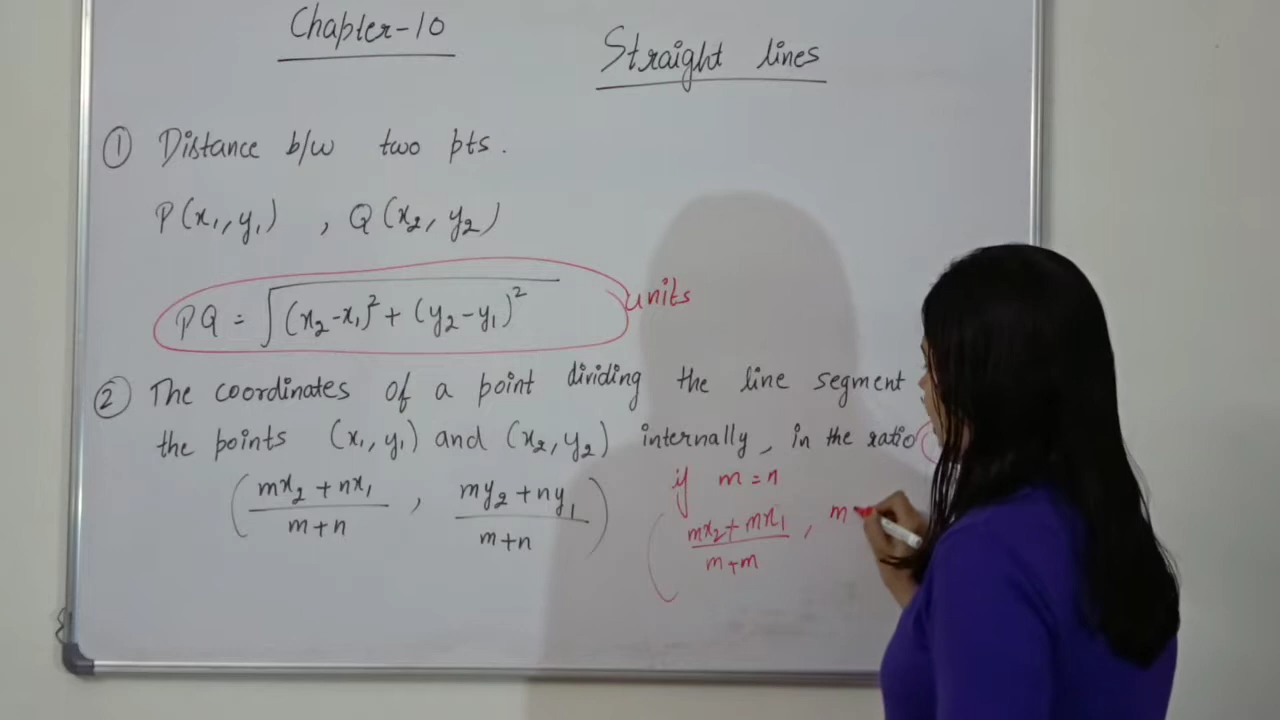 Chapter-10
Straight lines
① Distance b/w two pts.
P(x₁, y₁) , Q(x₂, y₂)
PQ = √(x₂-x₁)² + (y₂-y₁)² units
② The coordinates of a point dividing the line segment
the points (x₁, y₁) and (x₂, y₂) internally, in the ratio
(mx₂ + nx₁ / m+n , my₂ + ny₁ / m+n)
if m = n
(mx₂ + mx₁ / m+m , m